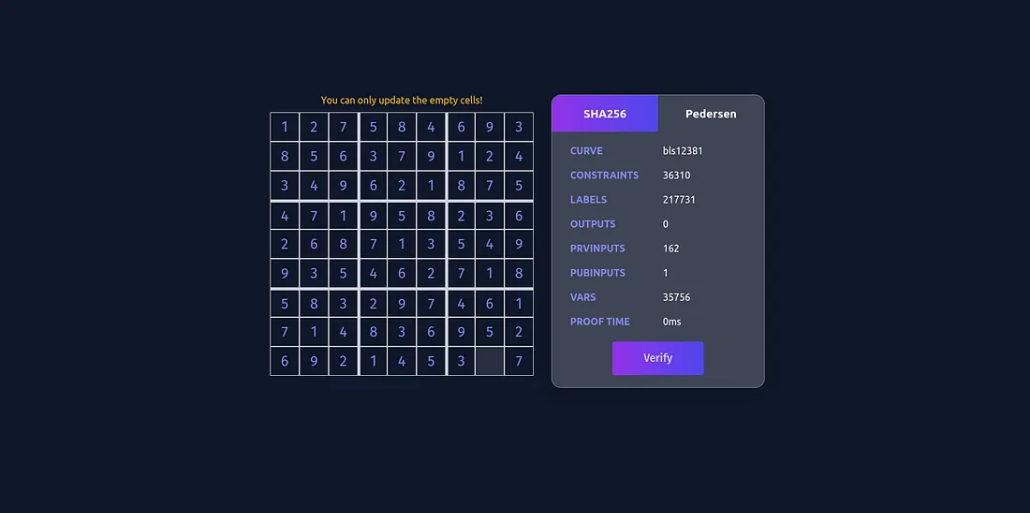 You can only update the empty cells!
1 2 7 5 8 4 6 9 3
8 5 6 3 7 9 1 2 4
3 4 9 6 2 1 8 7 5
4 7 1 9 5 8 2 3 6
2 6 8 7 1 3 5 4 9
9 3 5 4 6 2 7 1 8
5 8 3 2 9 7 4 6 1
7 1 4 8 3 6 9 5 2
6 9 2 1 4 5 3 7
SHA256 Pedersen
CURVE bls12381
CONSTRAINTS 36310
LABELS 217731
OUTPUTS 0
PRVINPUTS 162
PUBINPUTS 1
VARS 35756
PROOF TIME 0ms
Verify